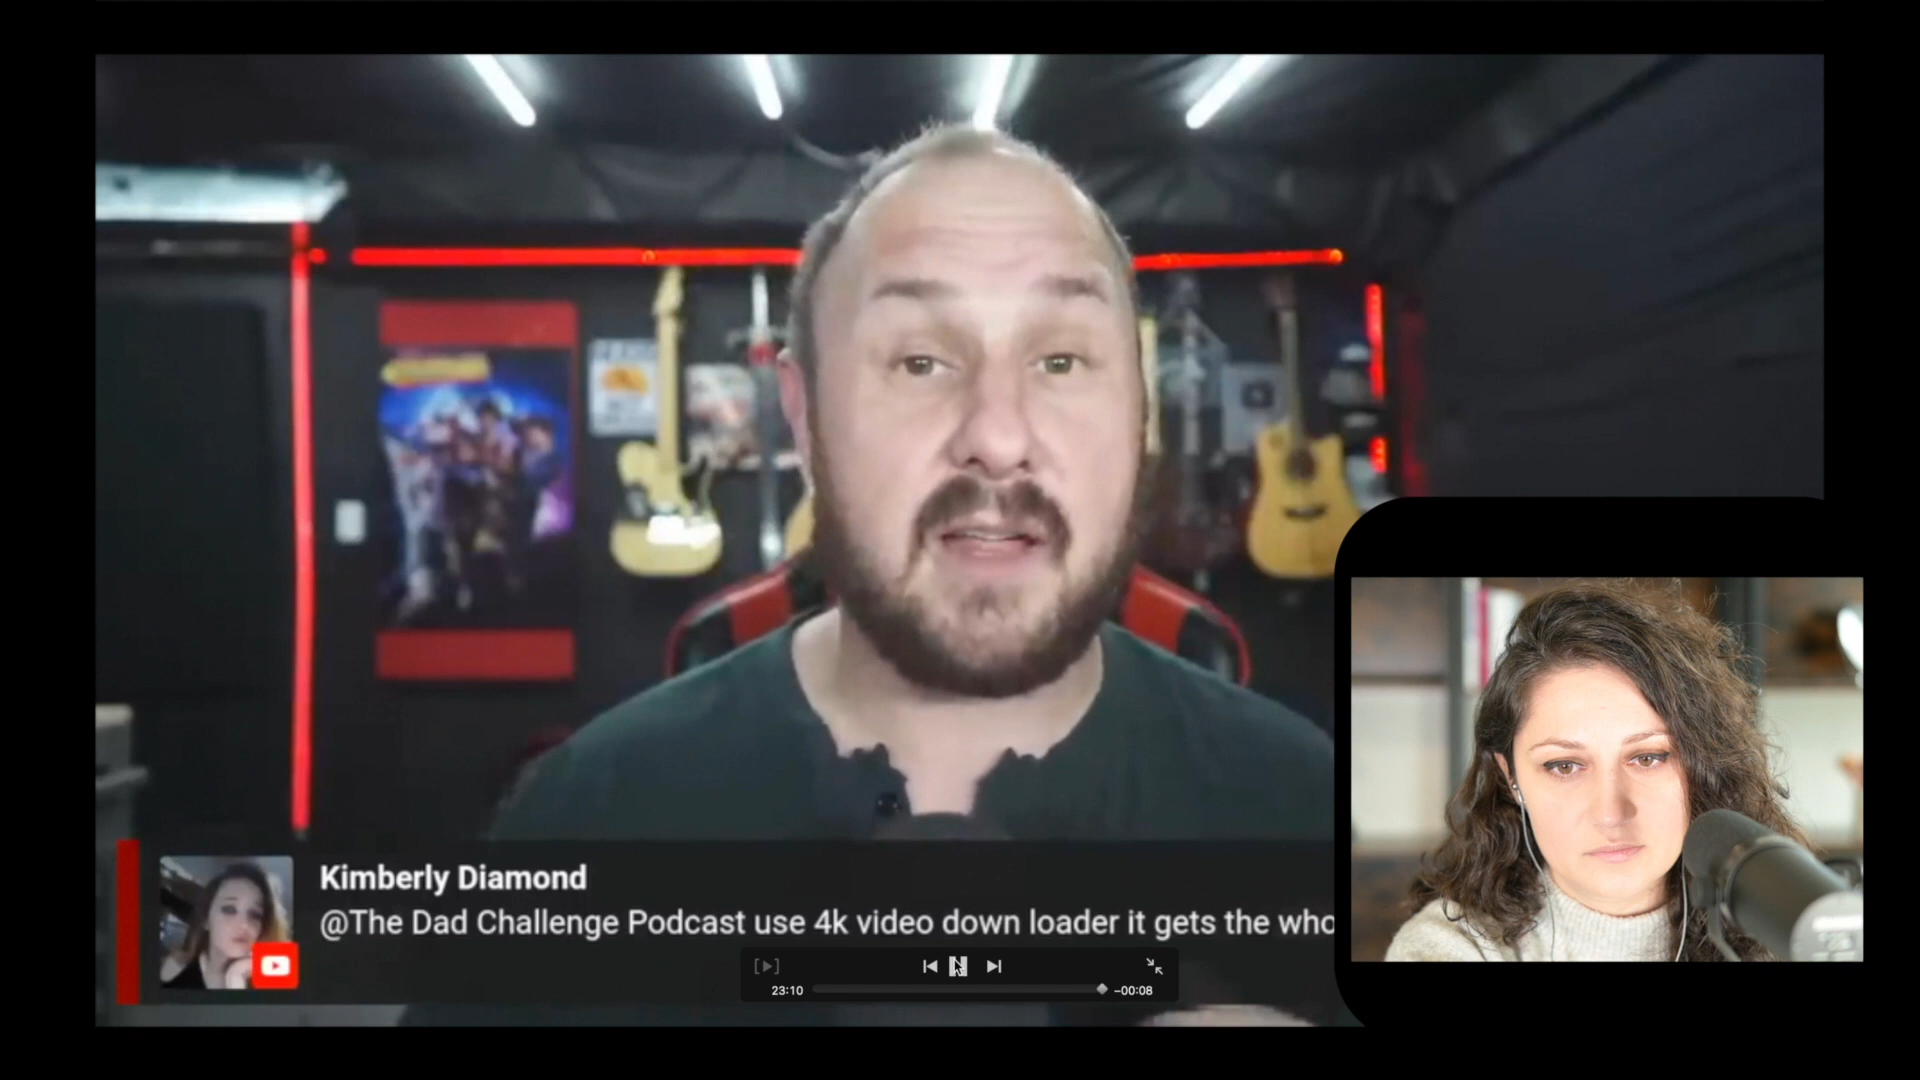 Kimberly Diamond
@The Dad Challenge Podcast use 4k video down loader it gets the who
23:10
-00:08